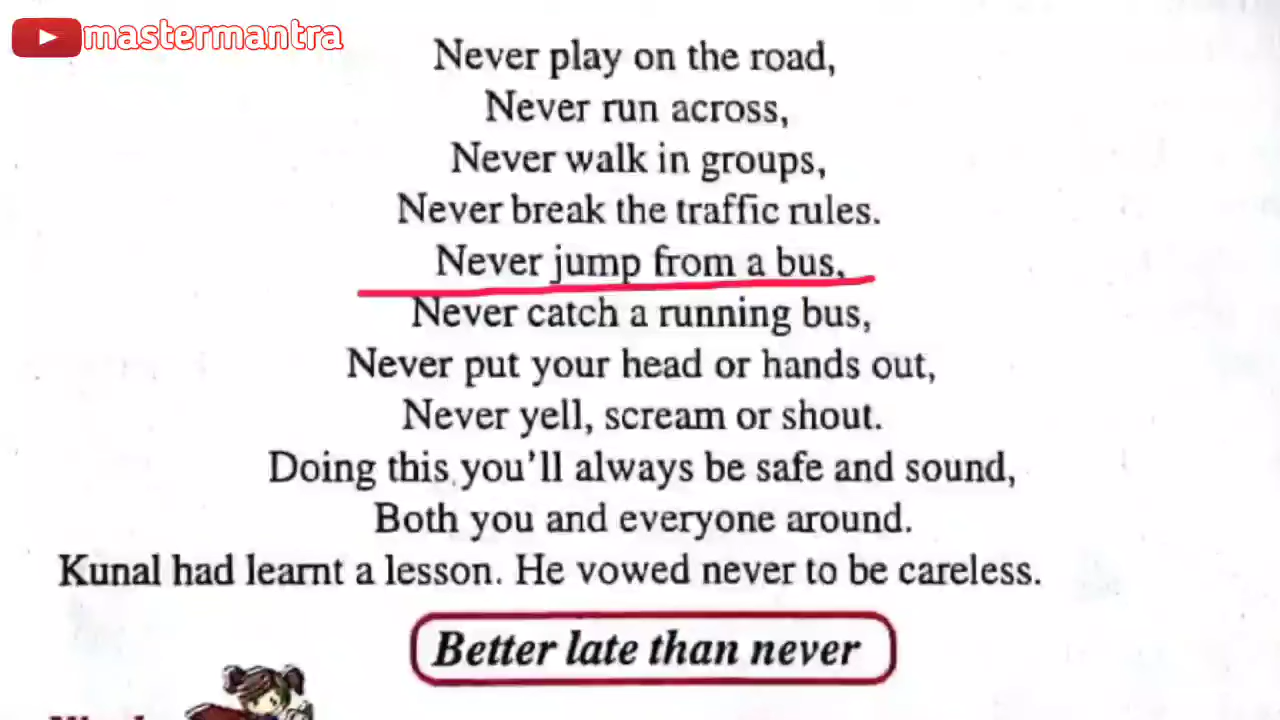 mastermantra
Never play on the road,
Never run across,
Never walk in groups,
Never break the traffic rules.
Never jump from a bus,
Never catch a running bus,
Never put your head or hands out,
Never yell, scream or shout.
Doing this you'll always be safe and sound,
Both you and everyone around.
Kunal had learnt a lesson. He vowed never to be careless.
Better late than never